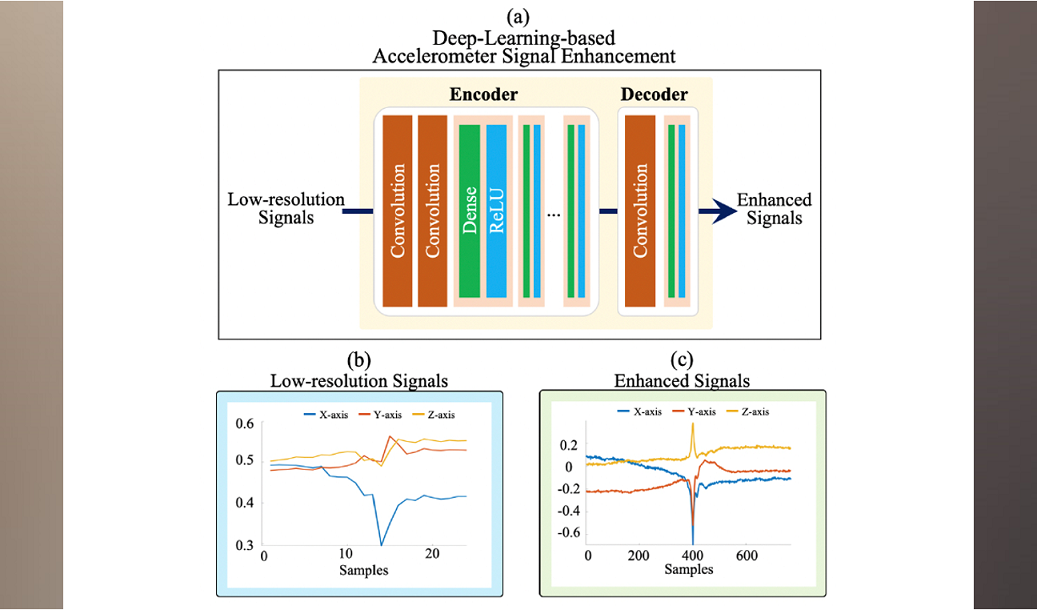 (a)
Deep-Learning-based
Accelerometer Signal Enhancement
Encoder
Decoder
Low-resolution
Signals
Convolution
Convolution
Dense
ReLU
...
Convolution
Enhanced
Signals
(b)
Low-resolution Signals
X-axis Y-axis Z-axis
0.6
0.5
0.4
0.3
0 10 20
Samples
(c)
Enhanced Signals
X-axis Y-axis Z-axis
0.2
0
-0.2
-0.4
-0.6
0 200 400 600
Samples